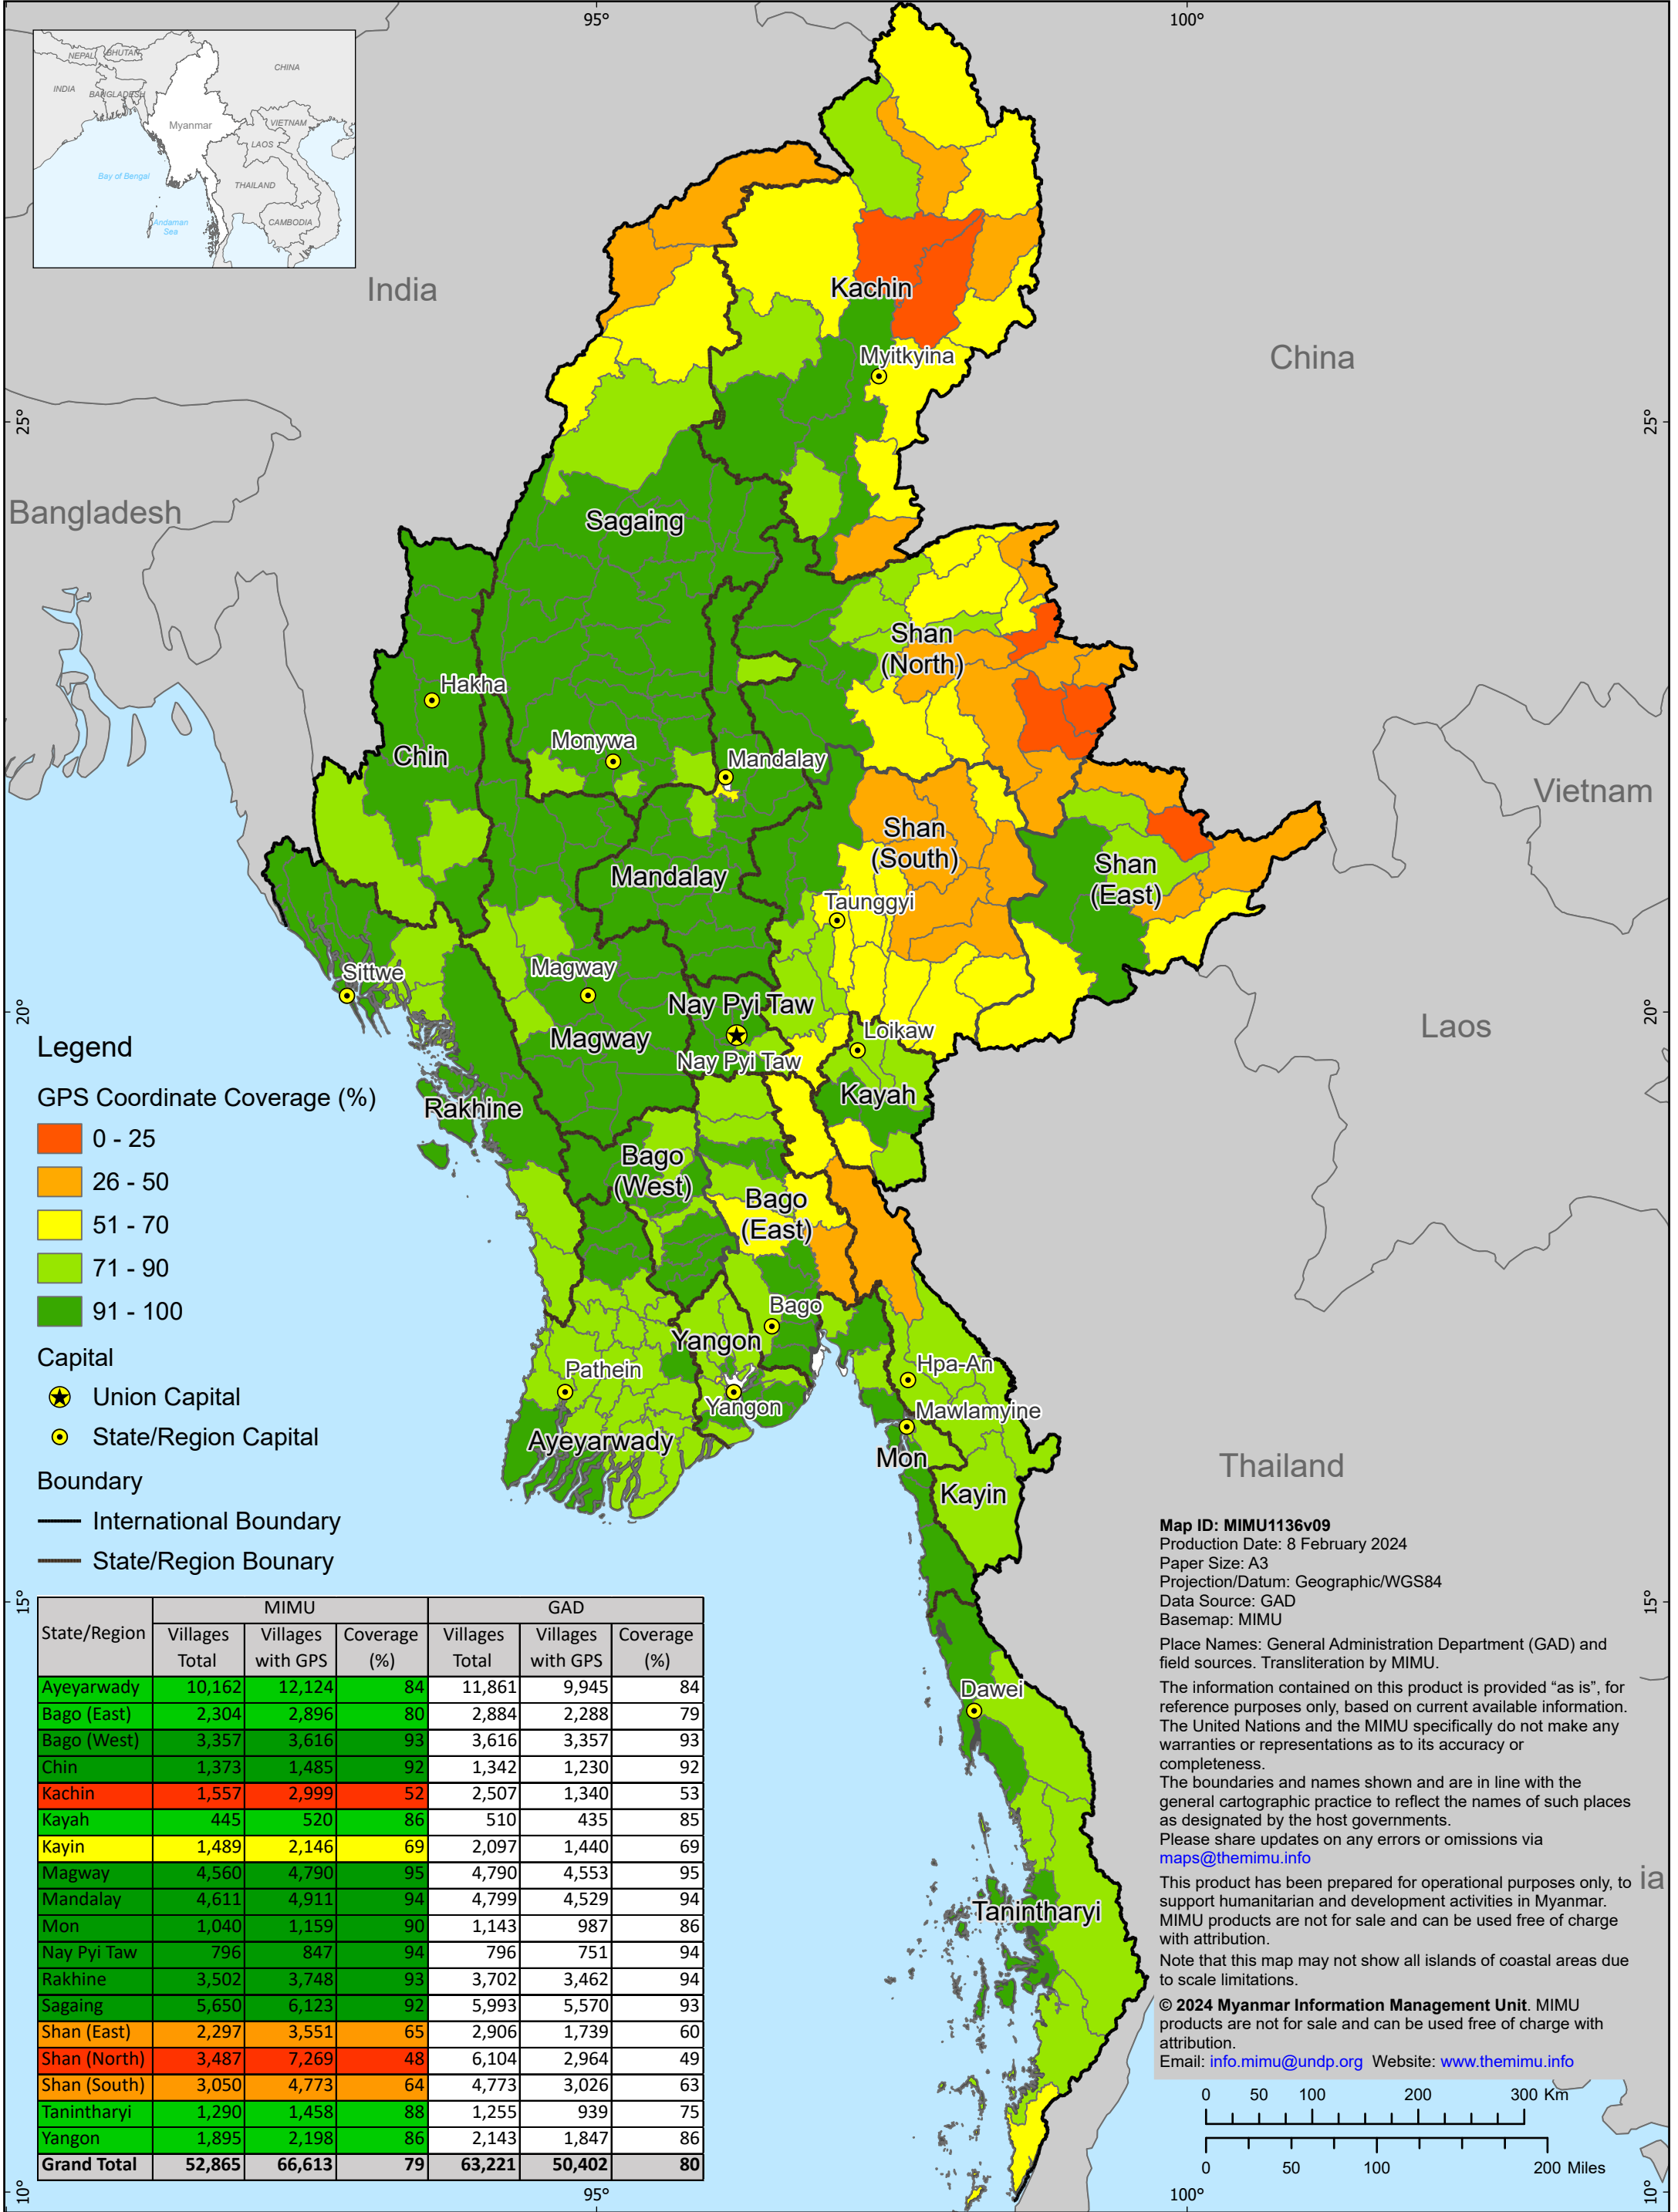 95°
100°
NEPAL
BHUTAN
CHINA
INDIA
BANGLADESH
Myanmar
VIETNAM
LAOS
Bay of Bengal
THAILAND
Andaman
Sea
CAMBODIA
India
Kachin
Myitkyina
China
25°
25°
Bangladesh
Sagaing
Shan
(North)
Hakha
Chin
Monywa
Mandalay
Vietnam
Shan
(South)
Shan
(East)
Mandalay
Taunggyi
Sittwe
Magway
Nay Pyi Taw
20°
20°
Magway
Loikaw
Laos
Nay Pyi Taw
Kayah
Rakhine
Bago
(West)
Bago
(East)
Bago
Yangon
Pathein
Hpa-An
Yangon
Mawlamyine
Ayeyarwady
Mon
Thailand
Kayin
Legend
GPS Coordinate Coverage (%)
0 - 25
26 - 50
51 - 70
71 - 90
91 - 100
Capital
Union Capital
State/Region Capital
Boundary
International Boundary
State/Region Bounary
15°
15°
Dawei
Tanintharyi
ia
State/Region MIMU GAD
Villages Total Villages with GPS Coverage (%) Villages Total Villages with GPS Coverage (%)
Ayeyarwady 10,162 12,124 84 11,861 9,945 84
Bago (East) 2,304 2,896 80 2,884 2,288 79
Bago (West) 3,357 3,616 93 3,616 3,357 93
Chin 1,373 1,485 92 1,342 1,230 92
Kachin 1,557 2,999 52 2,507 1,340 53
Kayah 445 520 86 510 435 85
Kayin 1,489 2,146 69 2,097 1,440 69
Magway 4,560 4,790 95 4,790 4,553 95
Mandalay 4,611 4,911 94 4,799 4,529 94
Mon 1,040 1,159 90 1,143 987 86
Nay Pyi Taw 796 847 94 796 751 94
Rakhine 3,502 3,748 93 3,702 3,462 94
Sagaing 5,650 6,123 92 5,993 5,570 93
Shan (East) 2,297 3,551 65 2,906 1,739 60
Shan (North) 3,487 7,269 48 6,104 2,964 49
Shan (South) 3,050 4,773 64 4,773 3,026 63
Tanintharyi 1,290 1,458 88 1,255 939 75
Yangon 1,895 2,198 86 2,143 1,847 86
Grand Total 52,865 66,613 79 63,221 50,402 80
Map ID: MIMU1136v09
Production Date: 8 February 2024
Paper Size: A3
Projection/Datum: Geographic/WGS84
Data Source: GAD
Basemap: MIMU
Place Names: General Administration Department (GAD) and
field sources. Transliteration by MIMU.
The information contained on this product is provided “as is”, for
reference purposes only, based on current available information.
The United Nations and the MIMU specifically do not make any
warranties or representations as to its accuracy or
completeness.
The boundaries and names shown and are in line with the
general cartographic practice to reflect the names of such places
as designated by the host governments.
Please share updates on any errors or omissions via
maps@themimu.info
This product has been prepared for operational purposes only, to
support humanitarian and development activities in Myanmar.
MIMU products are not for sale and can be used free of charge
with attribution.
Note that this map may not show all islands of coastal areas due
to scale limitations.
© 2024 Myanmar Information Management Unit. MIMU
products are not for sale and can be used free of charge with
attribution.
Email: info.mimu@undp.org Website: www.themimu.info
0 50 100 200 300 Km
0 50 100 200 Miles
10°
95°
100°
10°